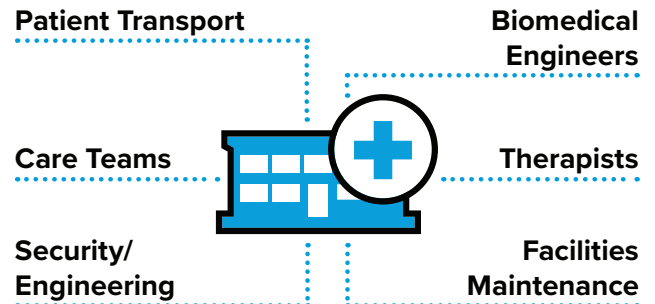 Patient Transport
Biomedical
Engineers
Care Teams
Therapists
Security/
Engineering
Facilities
Maintenance